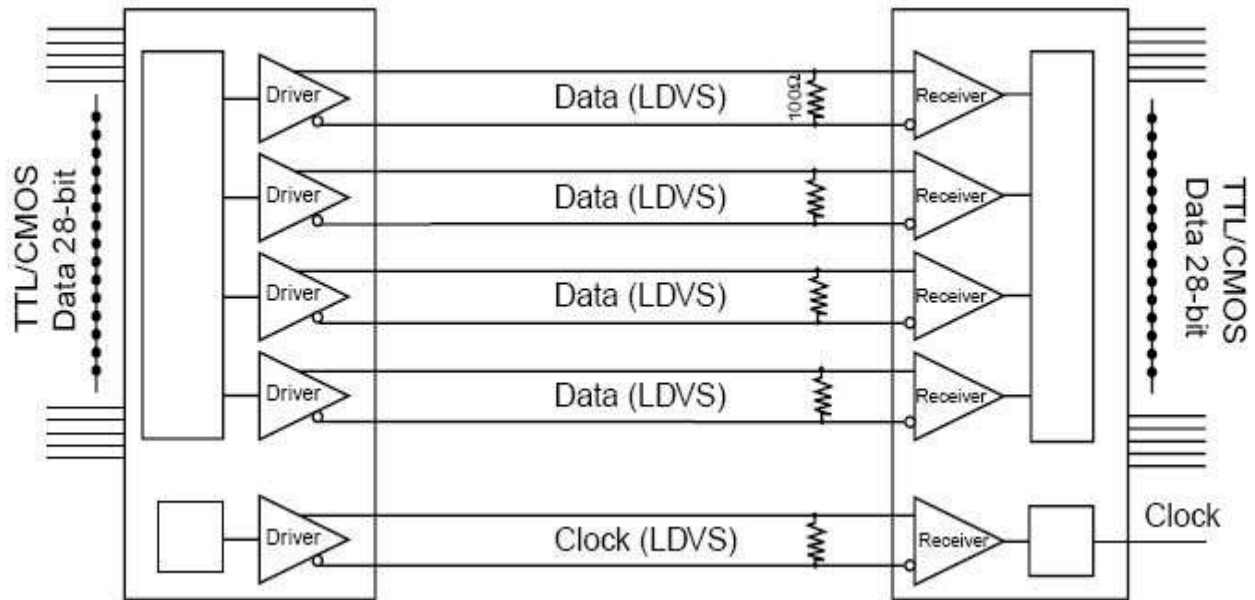 TTL/CMOS
Data 28-bit
Driver
Data (LDVS)
100Ω
Receiver
Driver
Data (LDVS)
Receiver
Driver
Data (LDVS)
Receiver
Driver
Data (LDVS)
Receiver
Driver
Clock (LDVS)
Receiver
Clock
TTL/CMOS
Data 28-bit